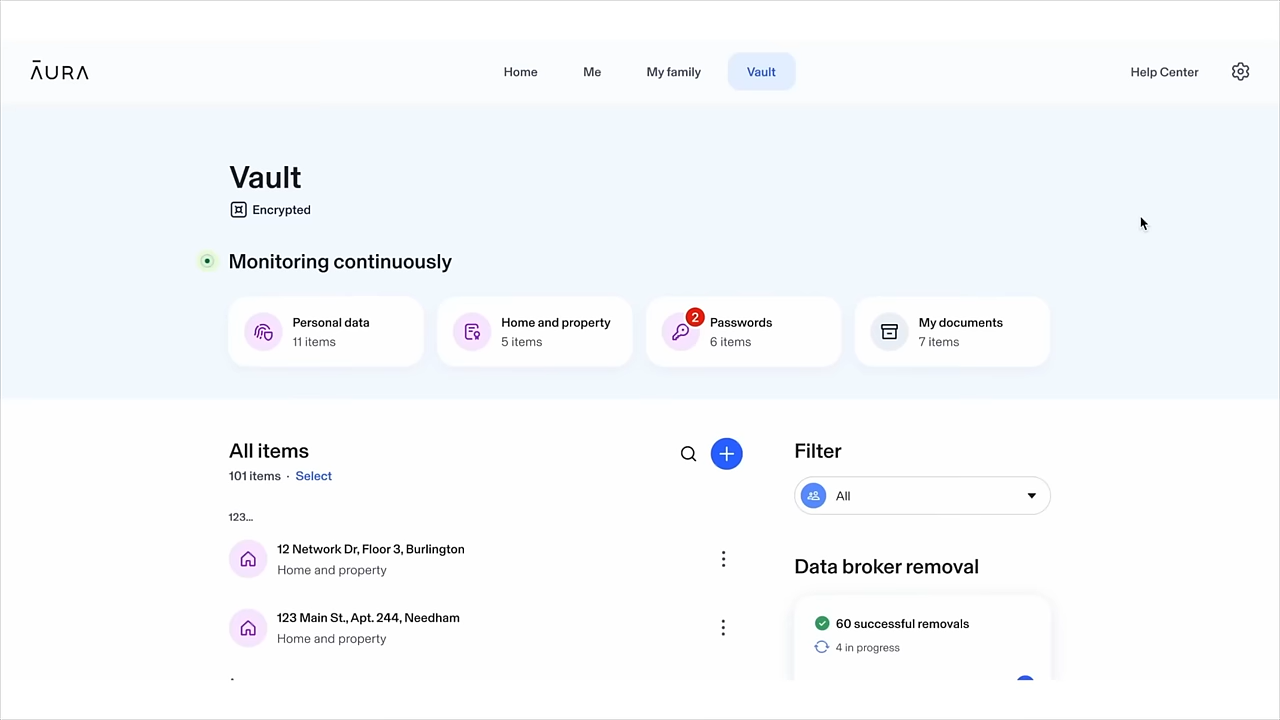 ĀURA
Home
Me
My family
Vault
Help Center
Vault
Encrypted
Monitoring continuously
Personal data
11 items
Home and property
5 items
2
Passwords
6 items
My documents
7 items
All items
101 items · Select
123...
12 Network Dr, Floor 3, Burlington
Home and property
123 Main St., Apt. 244, Needham
Home and property
Filter
All
Data broker removal
60 successful removals
4 in progress